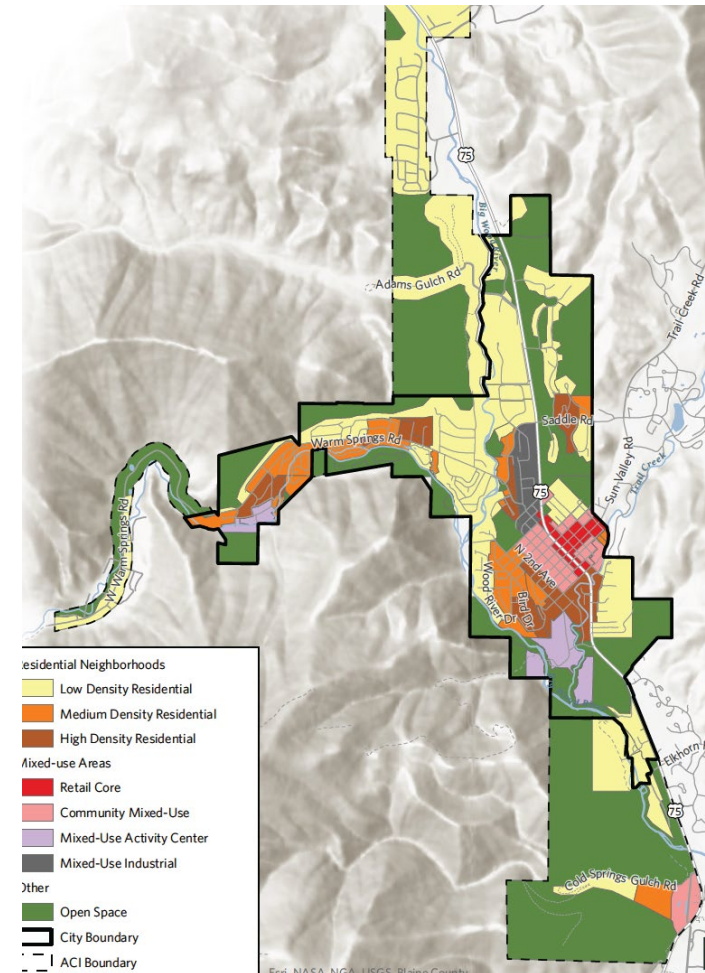 75
Big Wood River
Adams Gulch Rd
Trail Creek Rd
Saddle Rd
Warm Springs Rd
Sun Valley Rd
Trail Creek
75
W Warm Springs Rd
N 2nd Ave
Wood River Dr
Bird Dr
Elkhorn
75
Cold Springs Gulch Rd
esidential Neighborhoods
Low Density Residential
Medium Density Residential
High Density Residential
Mixed-use Areas
Retail Core
Community Mixed-Use
Mixed-Use Activity Center
Mixed-Use Industrial
Other
Open Space
City Boundary
ACI Boundary
Esri, NASA, NGA, USGS, Blaine County